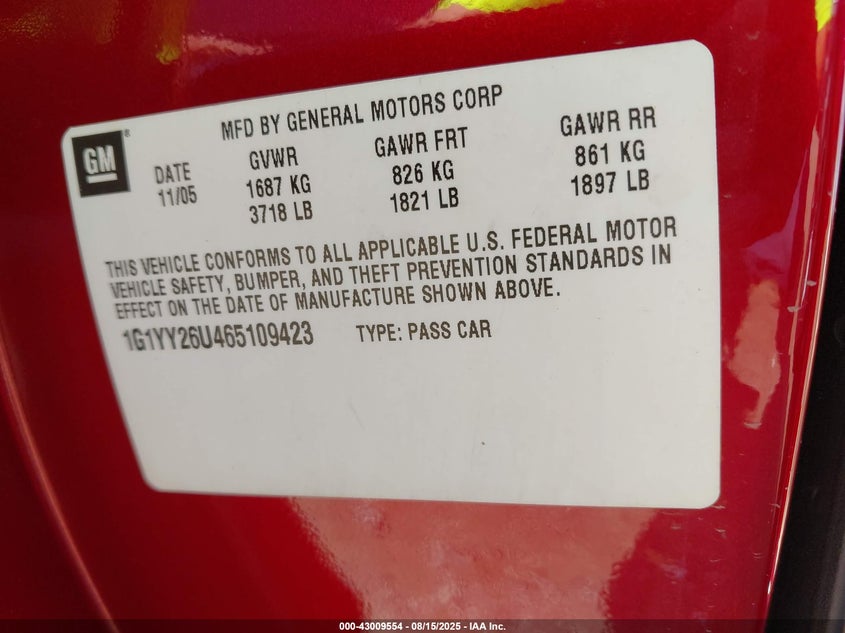 MFD BY GENERAL MOTORS CORP
GM®
DATE GVWR GAWR FRT GAWR RR
11/05 1687 KG 826 KG 861 KG
3718 LB 1821 LB 1897 LB
THIS VEHICLE CONFORMS TO ALL APPLICABLE U.S. FEDERAL MOTOR
VEHICLE SAFETY, BUMPER, AND THEFT PREVENTION STANDARDS IN
EFFECT ON THE DATE OF MANUFACTURE SHOWN ABOVE.
1G1YY26U465109423 TYPE: PASS CAR
000-43009554 - 08/15/2025 - IAA Inc.